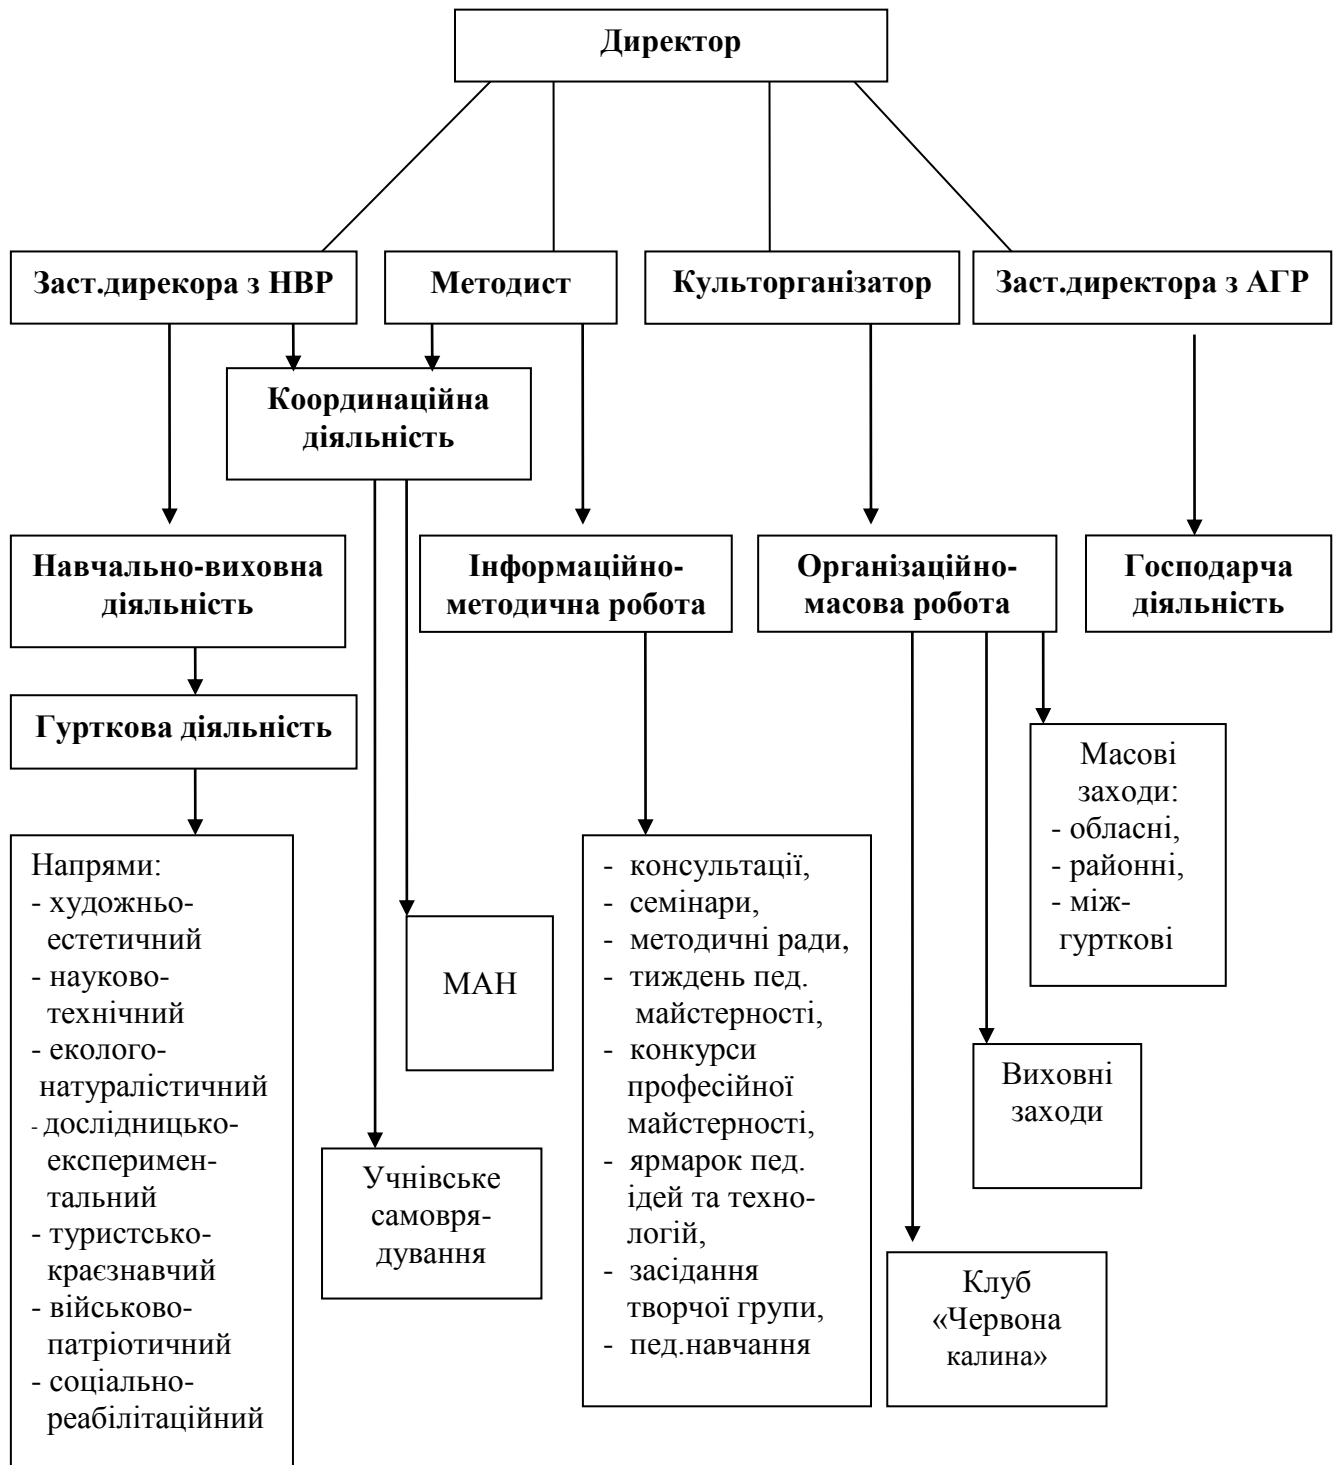 Директор
Заст.дирекора з НВР
Методист
Культорганізатор
Заст.директора з АГР
Координаційна
діяльність
Навчально-виховна
діяльність
Інформаційно-
методична робота
Організаційно-
масова робота
Господарча
діяльність
Гурткова діяльність
Масові
заходи:
- обласні,
- районні,
- між-
гурткові
Напрями:
- художньо-
естетичний
- науково-
технічний
- еколого-
натуралістичний
- дослідницько-
експеримен-
тальний
- туристсько-
краєзнавчий
- військово-
патріотичний
- соціально-
реабілітаційний
МАН
Учнівське
самовря-
дування
- консультації,
- семінари,
- методичні ради,
- тиждень пед.
майстерності,
- конкурси
професійної
майстерності,
- ярмарок пед.
ідей та техно-
логій,
- засідання
творчої групи,
- пед.навчання
Виховні
заходи
Клуб
«Червона
калина»